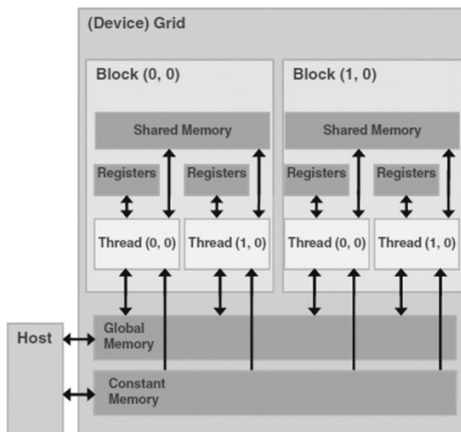 (Device) Grid
Block (0, 0)
Block (1, 0)
Shared Memory
Shared Memory
Registers
Registers
Registers
Registers
Thread (0, 0)
Thread (1, 0)
Thread (0, 0)
Thread (1, 0)
Host
Global
Memory
Constant
Memory